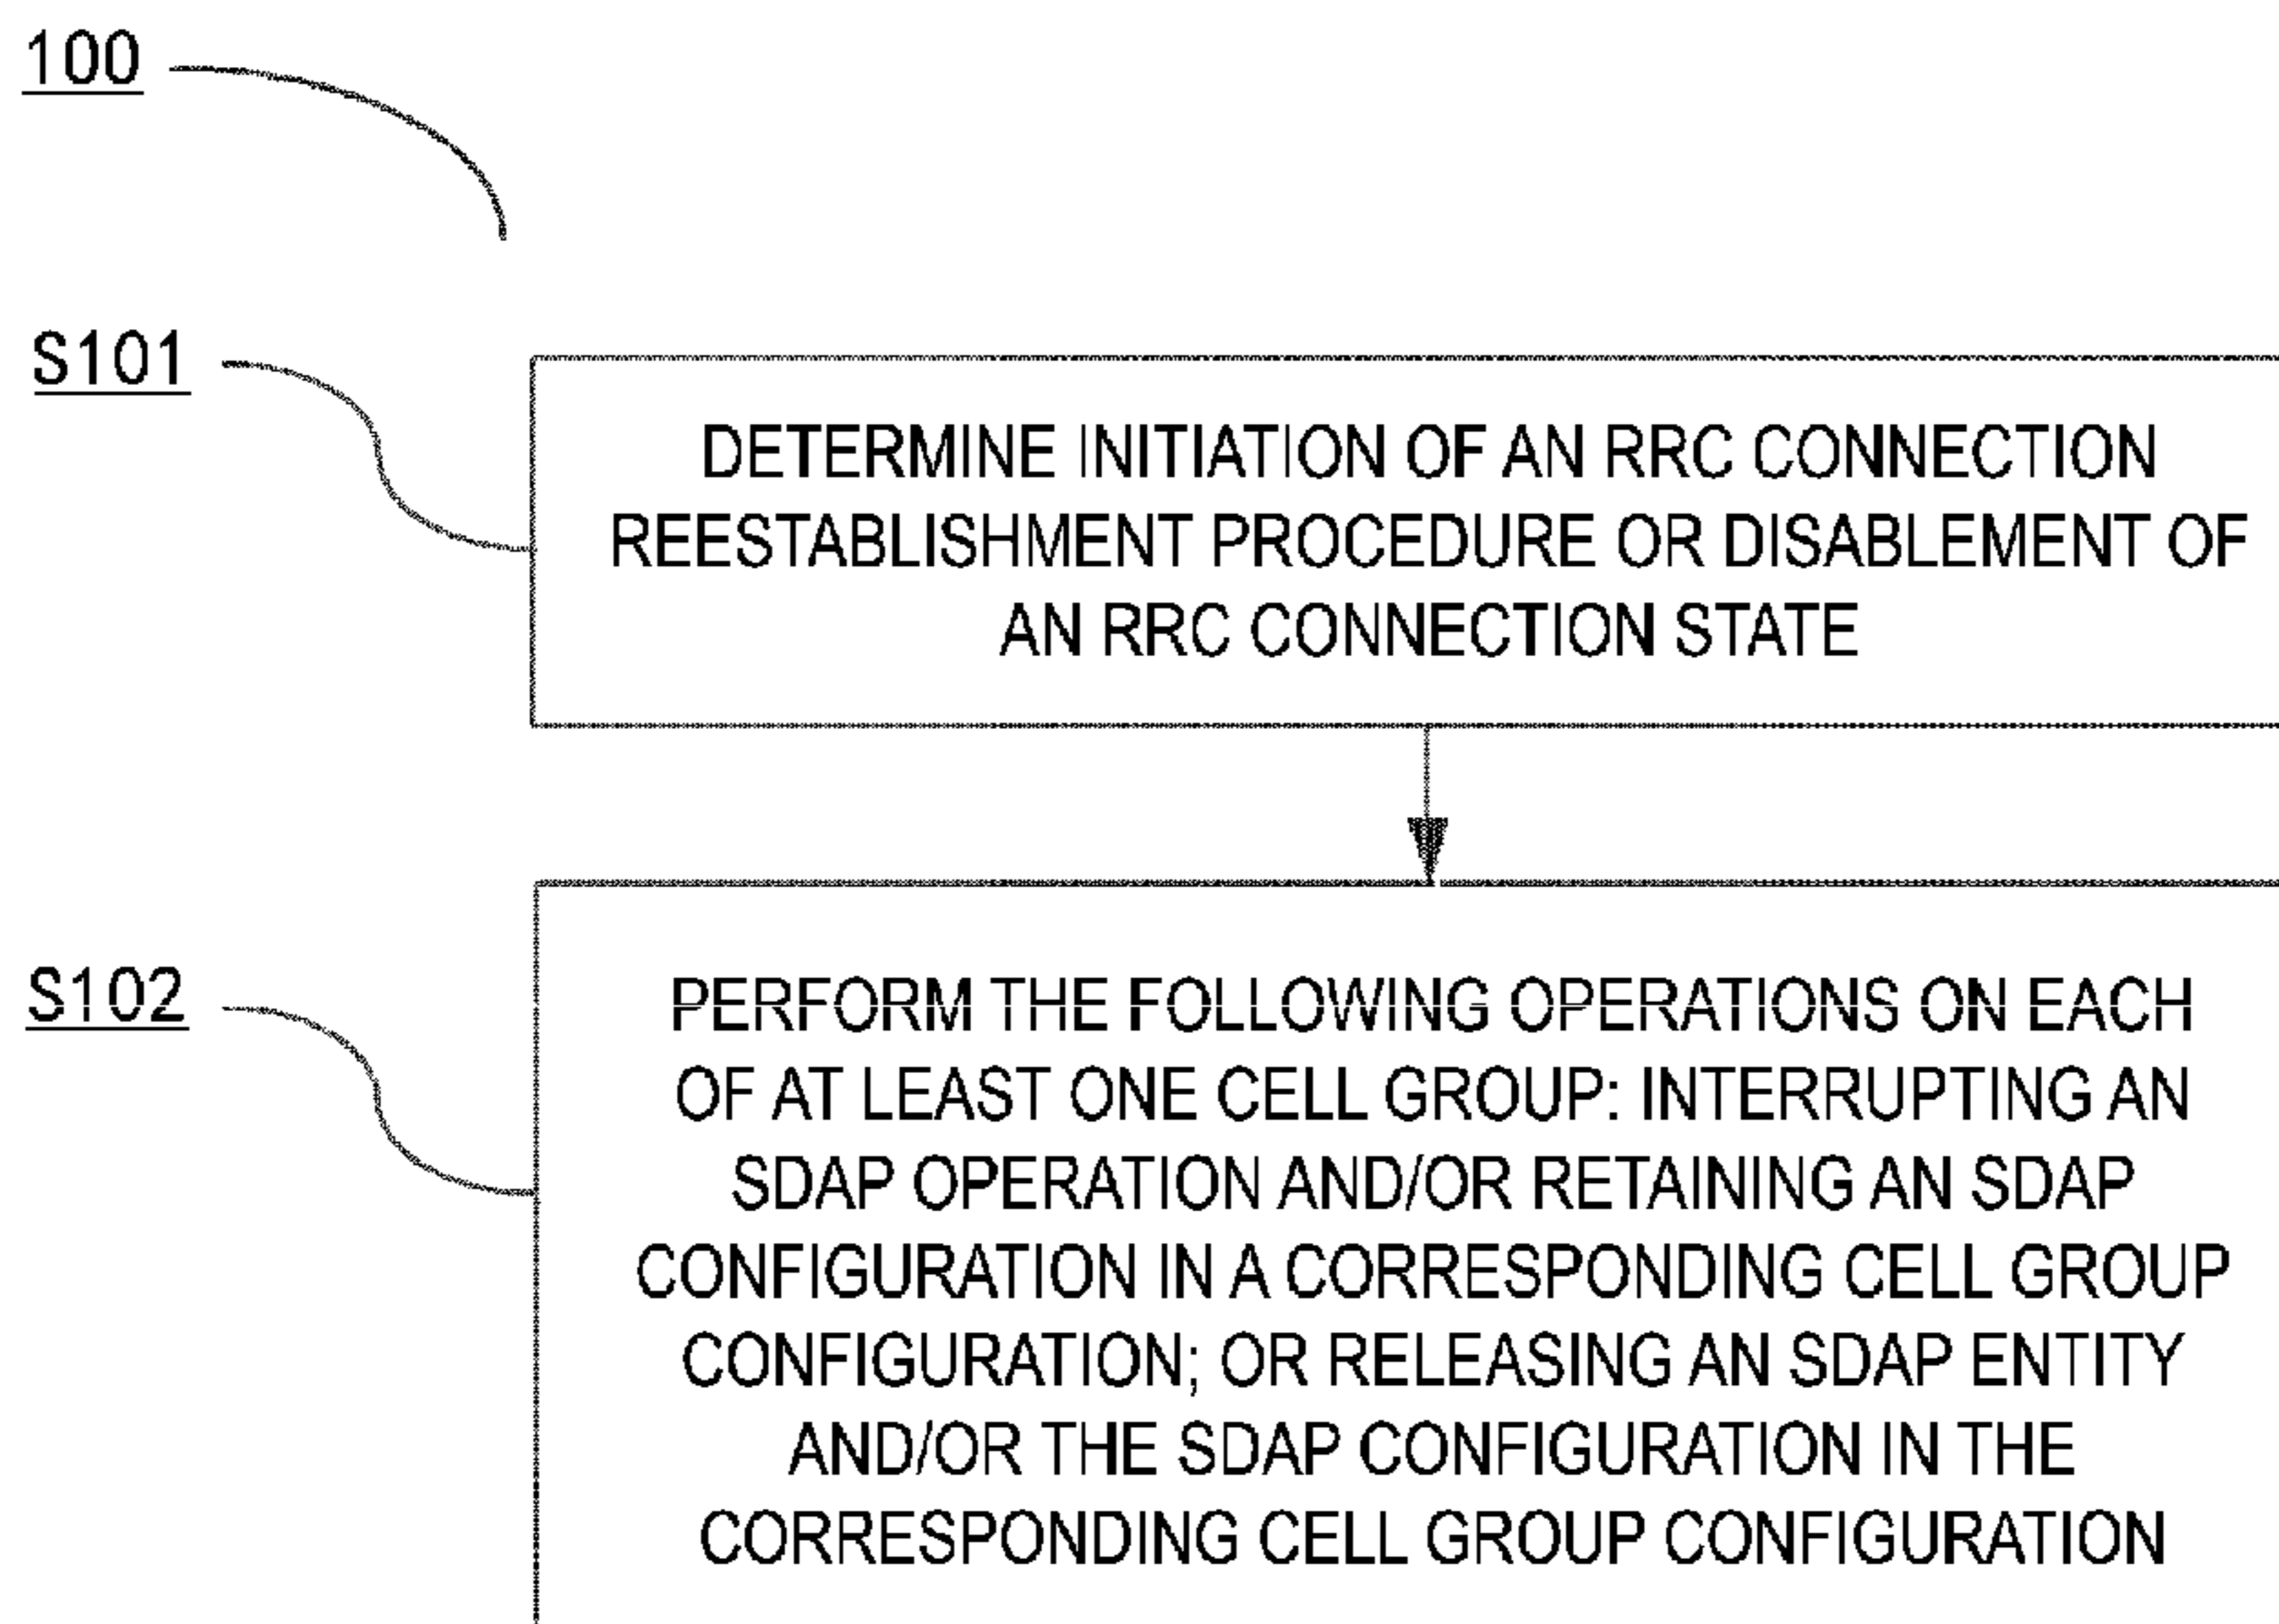 100
S101
DETERMINE INITIATION OF AN RRC CONNECTION
REESTABLISHMENT PROCEDURE OR DISABLEMENT OF
AN RRC CONNECTION STATE
S102
PERFORM THE FOLLOWING OPERATIONS ON EACH
OF AT LEAST ONE CELL GROUP: INTERRUPTING AN
SDAP OPERATION AND/OR RETAINING AN SDAP
CONFIGURATION IN A CORRESPONDING CELL GROUP
CONFIGURATION; OR RELEASING AN SDAP ENTITY
AND/OR THE SDAP CONFIGURATION IN THE
CORRESPONDING CELL GROUP CONFIGURATION